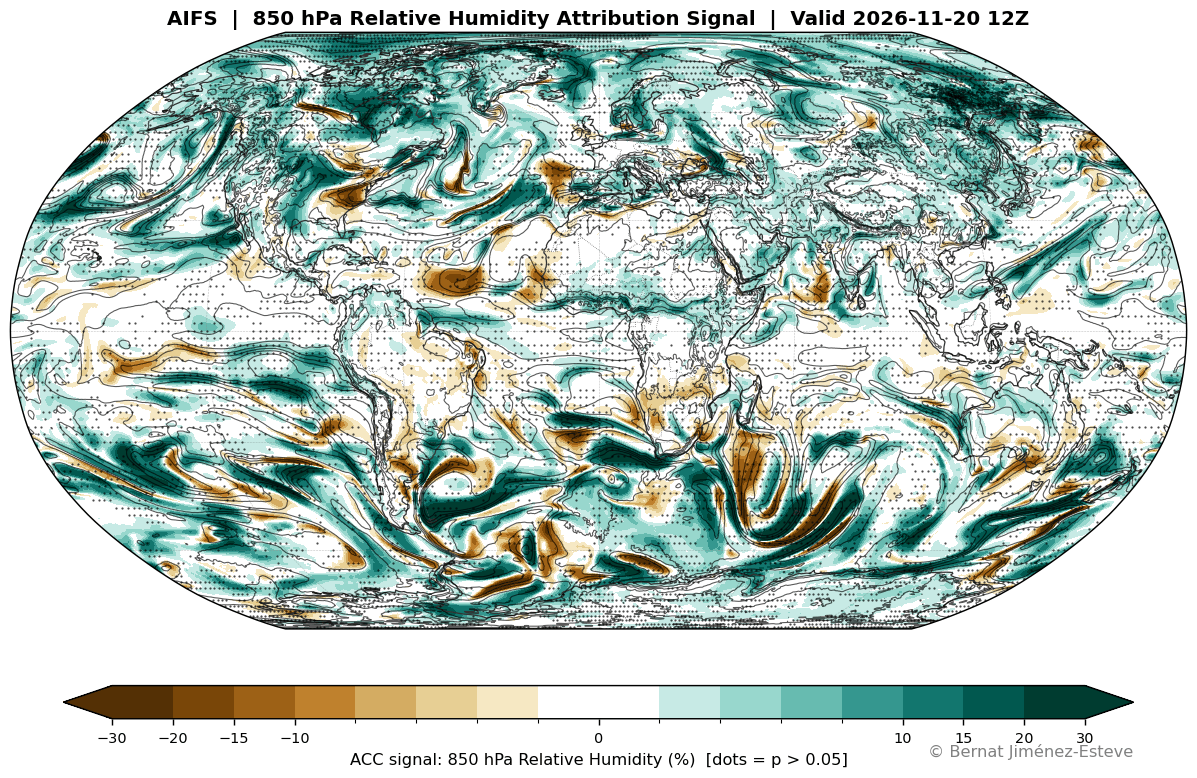 AIFS | 850 hPa Relative Humidity Attribution Signal | Valid 2026-11-20 12Z
−30 −20 −15 −10 0 10 15 20 30
ACC signal: 850 hPa Relative Humidity (%) [dots = p > 0.05]
© Bernat Jiménez-Esteve